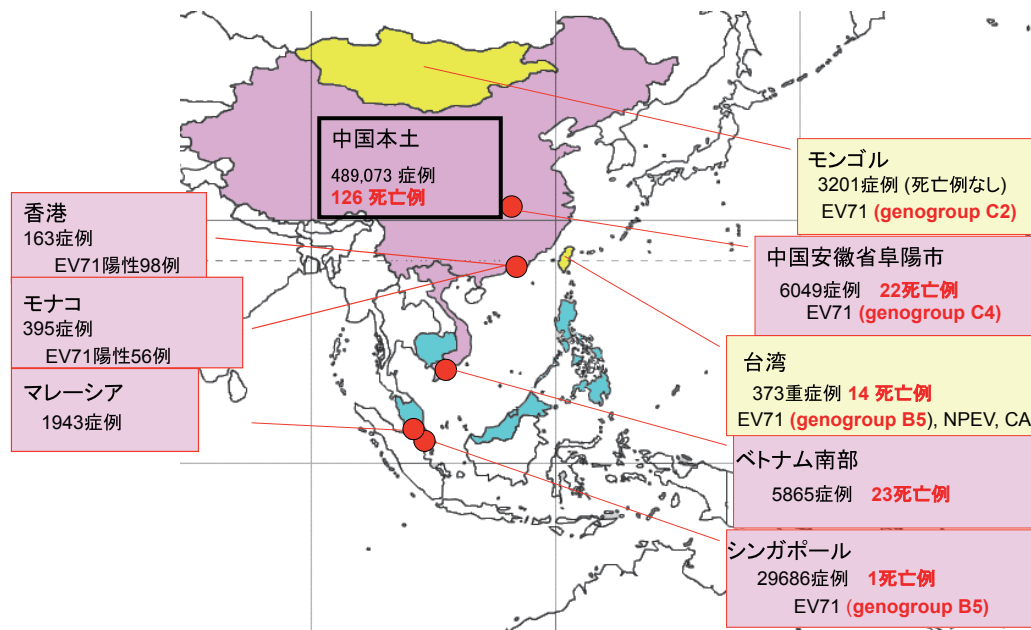 中国本土
489,073 症例
126 死亡例
香港
163症例
EV71陽性98例
モナコ
395症例
EV71陽性56例
マレーシア
1943症例
モンゴル
3201症例 (死亡例なし)
EV71 (genogroup C2)
中国安徽省阜陽市
6049症例 22死亡例
EV71 (genogroup C4)
台湾
373重症例 14 死亡例
EV71 (genogroup B5), NPEV, CA
ベトナム南部
5865症例 23死亡例
シンガポール
29686症例 1死亡例
EV71 (genogroup B5)